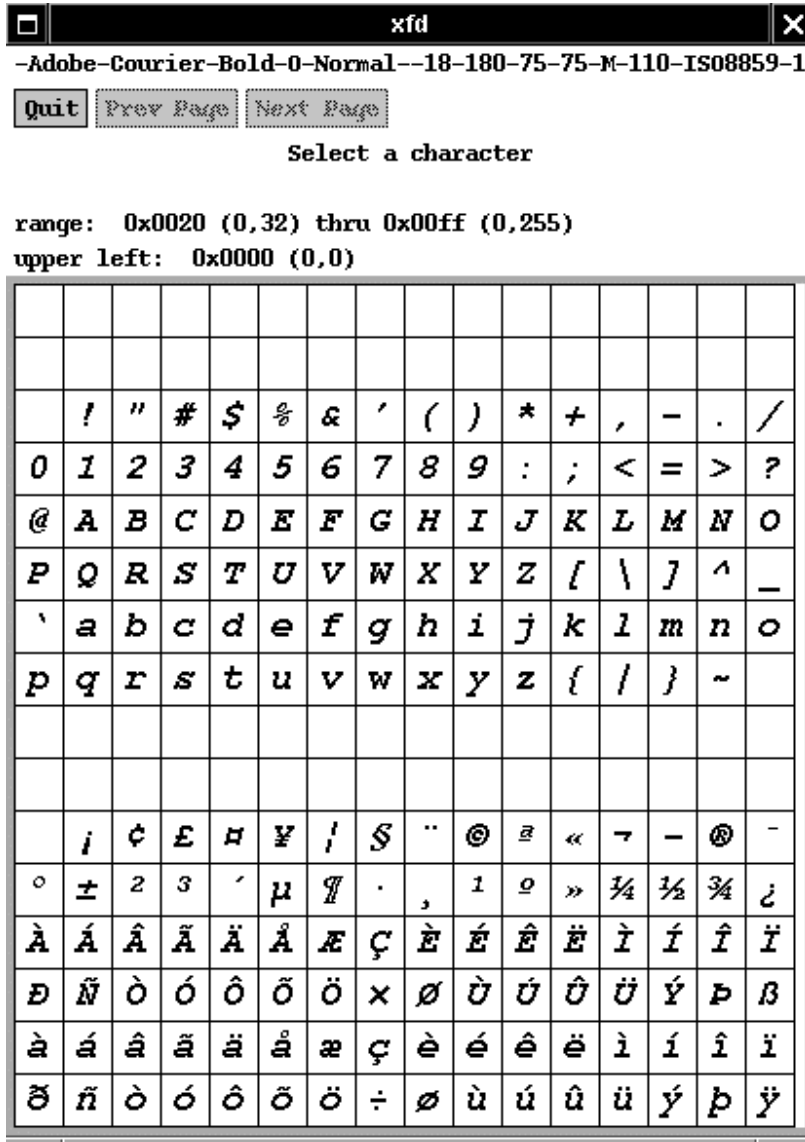 xfd
-Adobe-Courier-Bold-O-Normal--18-180-75-75-M-110-ISO8859-1
Quit Prev Page Next Page
Select a character
range: 0x0020 (0,32) thru 0x00ff (0,255)
upper left: 0x0000 (0,0)
! " # $ % & ' ( ) * + , - . /
0 1 2 3 4 5 6 7 8 9 : ; < = > ?
@ A B C D E F G H I J K L M N O
P Q R S T U V W X Y Z [ \ ] ^ _
` a b c d e f g h i j k l m n o
p q r s t u v w x y z { | } ~
¡ ¢ £ ¤ ¥ ¦ § ¨ © ª « ¬ – ® ¯
° ± ² ³ ´ µ ¶ · ¸ ¹ º » ¼ ½ ¾ ¿
À Á Â Ã Ä Å Æ Ç È É Ê Ë Ì Í Î Ï
Ð Ñ Ò Ó Ô Õ Ö × Ø Ù Ú Û Ü Ý Þ ß
à á â ã ä å æ ç è é ê ë ì í î ï
ð ñ ò ó ô õ ö ÷ ø ù ú û ü ý þ ÿ